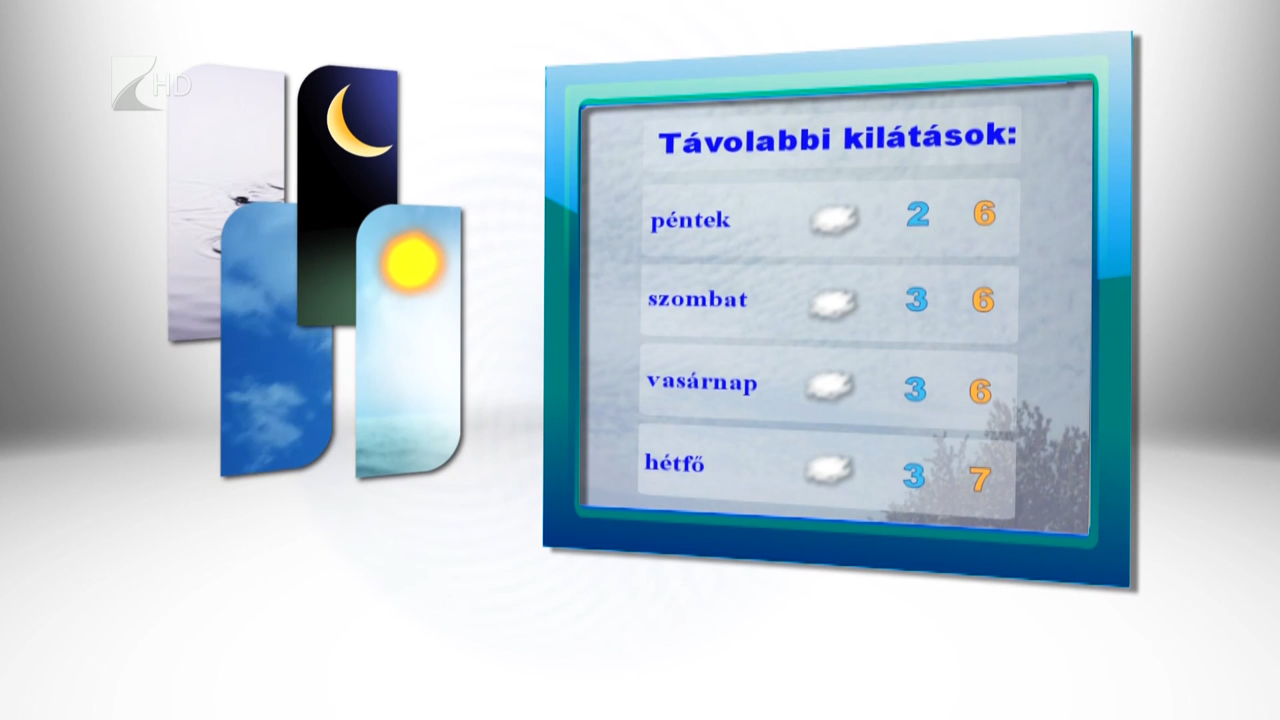 HD
Távolabbi kilátások:
péntek 2 6
szombat 3 6
vasárnap 3 6
hétfő 3 7